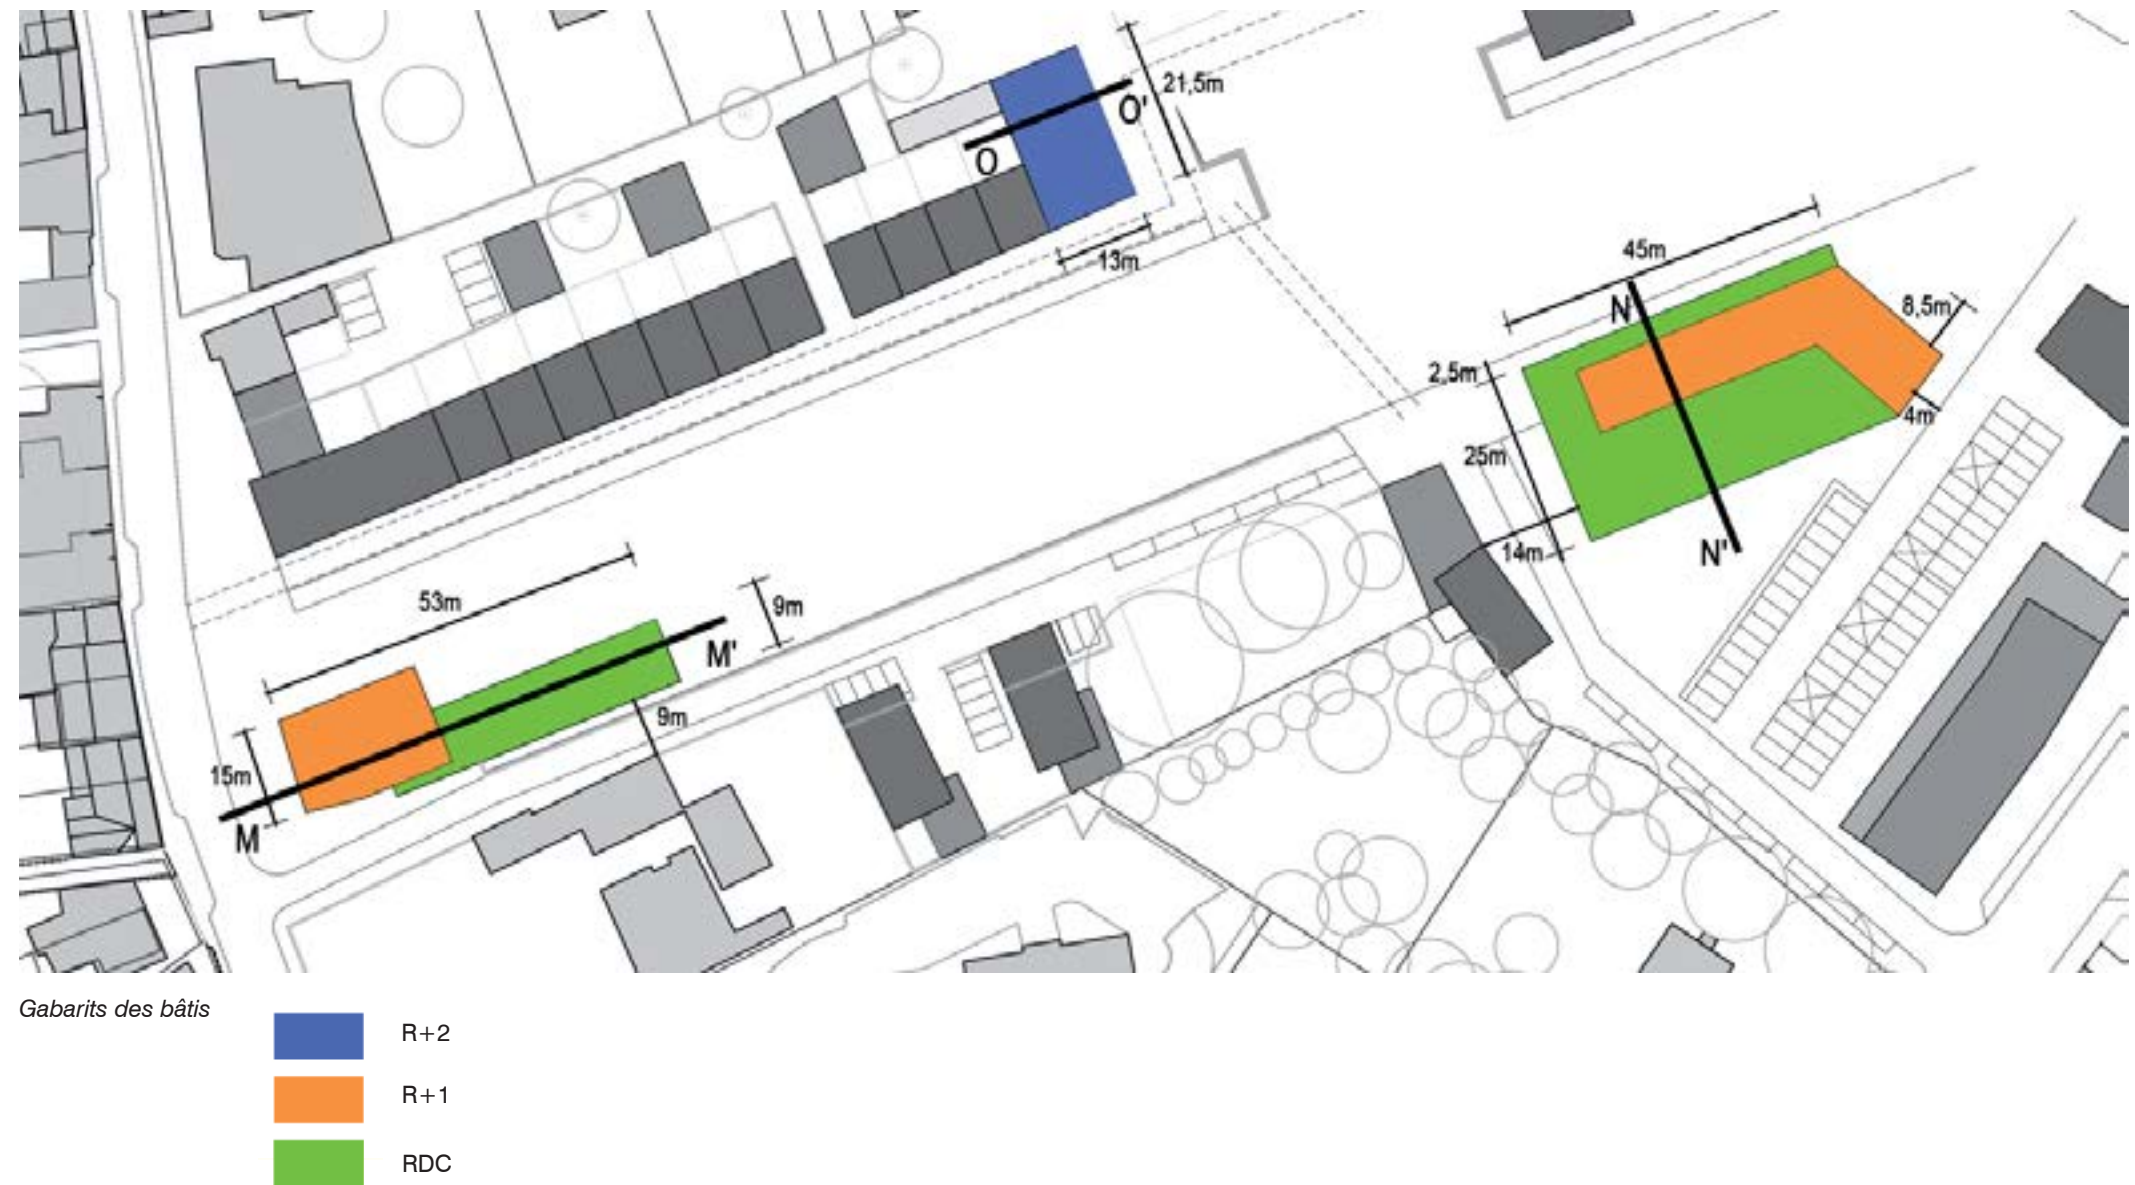 21,5m
O'
O
13m
45m
N
8,5m
2,5m
4m
25m
14m
N'
53m
9m
M'
9m
15m
M
Gabarits des bâtis
R+2
R+1
RDC